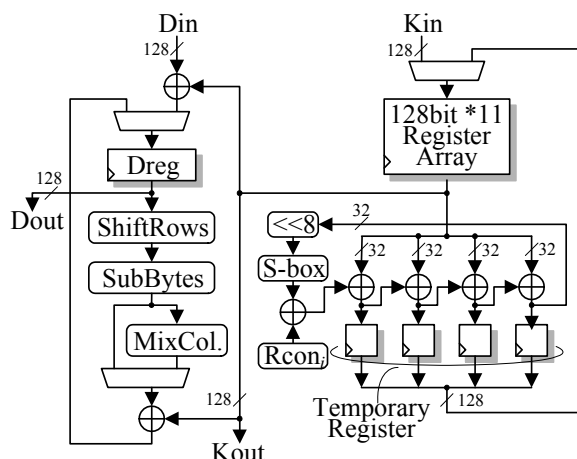 Din
128
Kin
128
128bit *11
Register
Array
Dreg
128
Dout
ShiftRows
SubBytes
MixCol.
<<8
32
S-box
Rconi
32
32
32
32
128
Kout
Temporary
Register
128